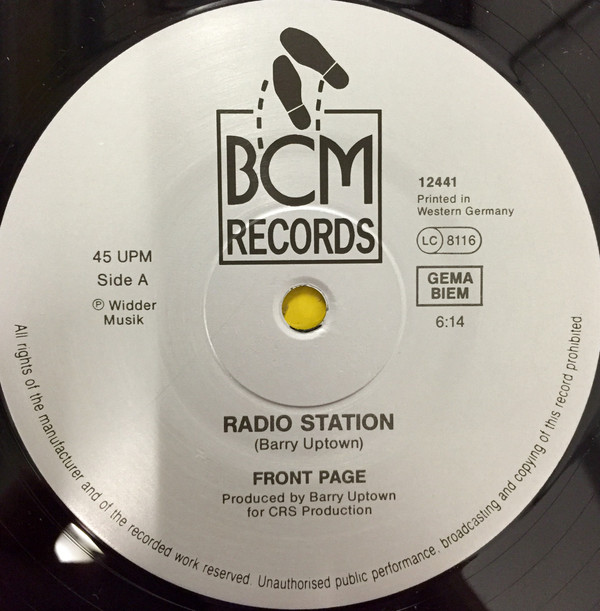 BCM
RECORDS
12441
Printed in
Western Germany
LC 8116
GEMA
BIEM
6:14
45 UPM
Side A
Ⓟ Widder
Musik
RADIO STATION
(Barry Uptown)
FRONT PAGE
Produced by Barry Uptown
for CRS Production
All rights of the manufacturer and of the recorded work reserved. Unauthorised public performance, broadcasting and copying of this record prohibited